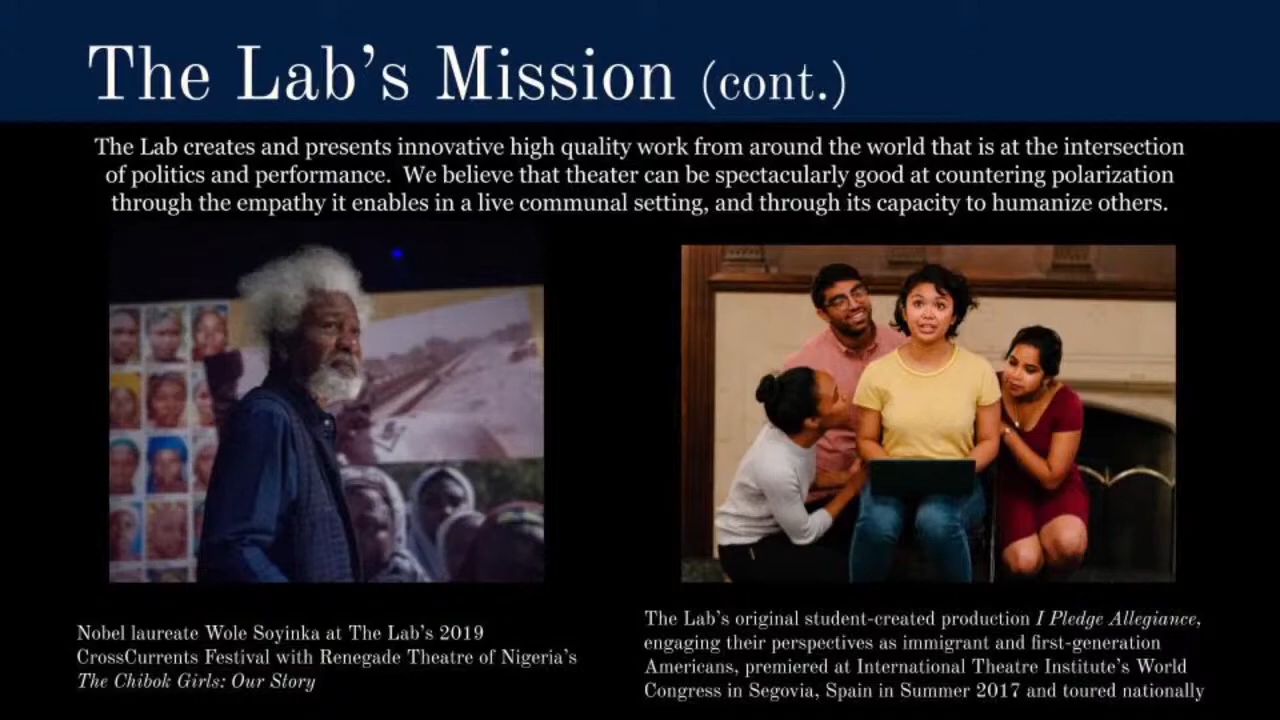 The Lab’s Mission (cont.)
The Lab creates and presents innovative high quality work from around the world that is at the intersection
of politics and performance.  We believe that theater can be spectacularly good at countering polarization
through the empathy it enables in a live communal setting, and through its capacity to humanize others.
Nobel laureate Wole Soyinka at The Lab’s 2019
CrossCurrents Festival with Renegade Theatre of Nigeria’s
The Chibok Girls: Our Story
The Lab’s original student-created production I Pledge Allegiance,
engaging their perspectives as immigrant and first-generation
Americans, premiered at International Theatre Institute’s World
Congress in Segovia, Spain in Summer 2017 and toured nationally